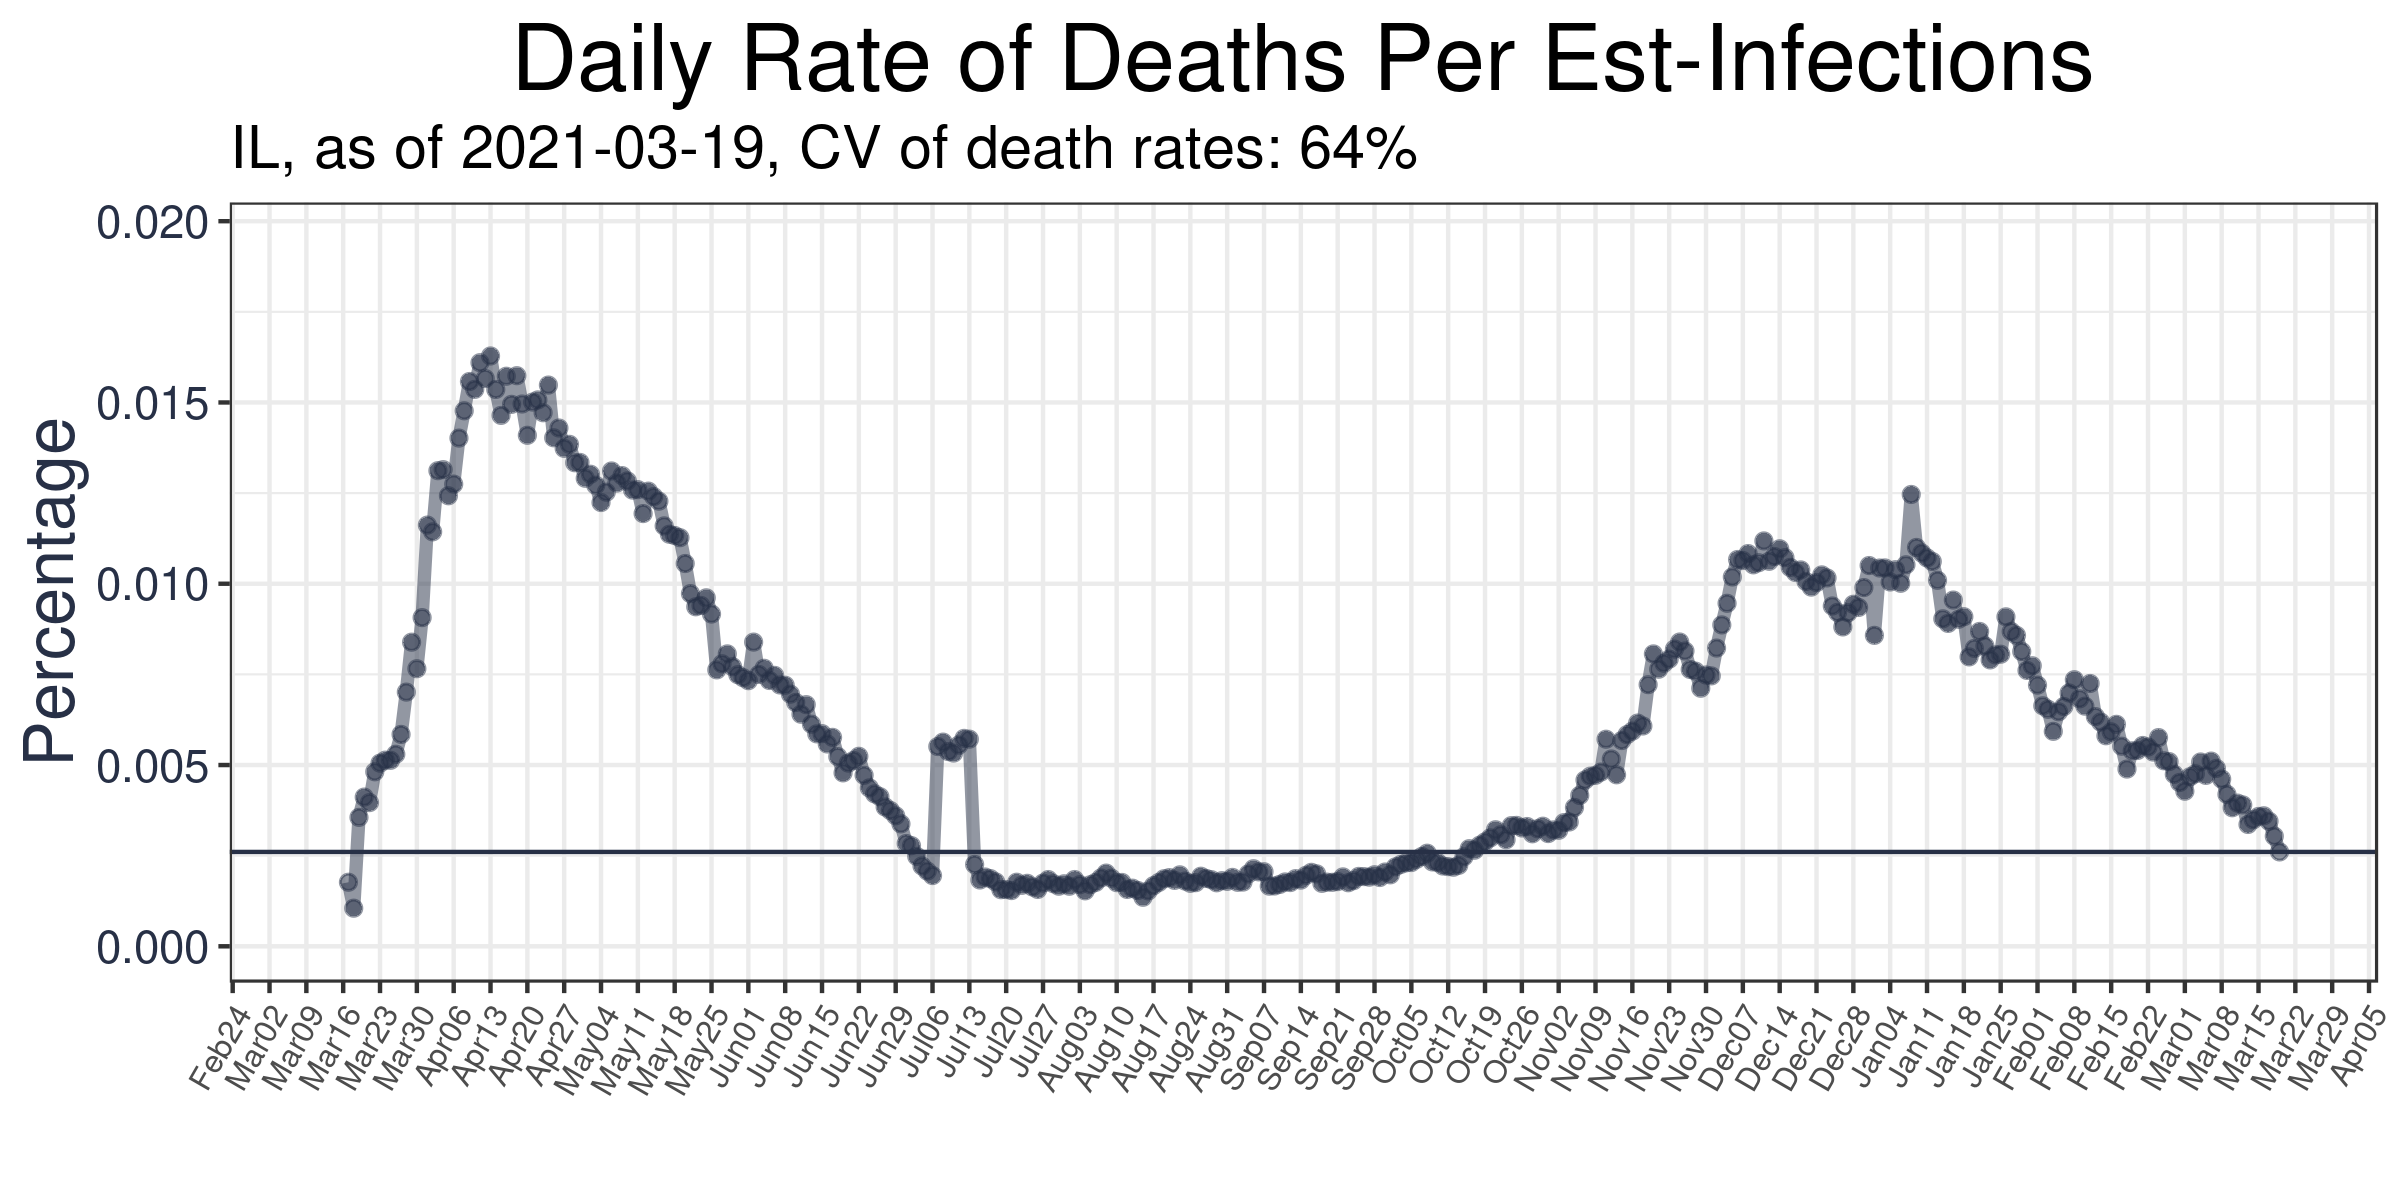 Daily Rate of Deaths Per Est-Infections
IL, as of 2021-03-19, CV of death rates: 64%
Percentage
0.020
0.015
0.010
0.005
0.000
Feb24
Mar02
Mar09
Mar16
Mar23
Mar30
Apr06
Apr13
Apr20
Apr27
May04
May11
May18
May25
Jun01
Jun08
Jun15
Jun22
Jun29
Jul06
Jul13
Jul20
Jul27
Aug03
Aug10
Aug17
Aug24
Aug31
Sep07
Sep14
Sep21
Sep28
Oct05
Oct12
Oct19
Oct26
Nov02
Nov09
Nov16
Nov23
Nov30
Dec07
Dec14
Dec21
Dec28
Jan04
Jan11
Jan18
Jan25
Feb01
Feb08
Feb15
Feb22
Mar01
Mar08
Mar15
Mar22
Mar29
Apr05